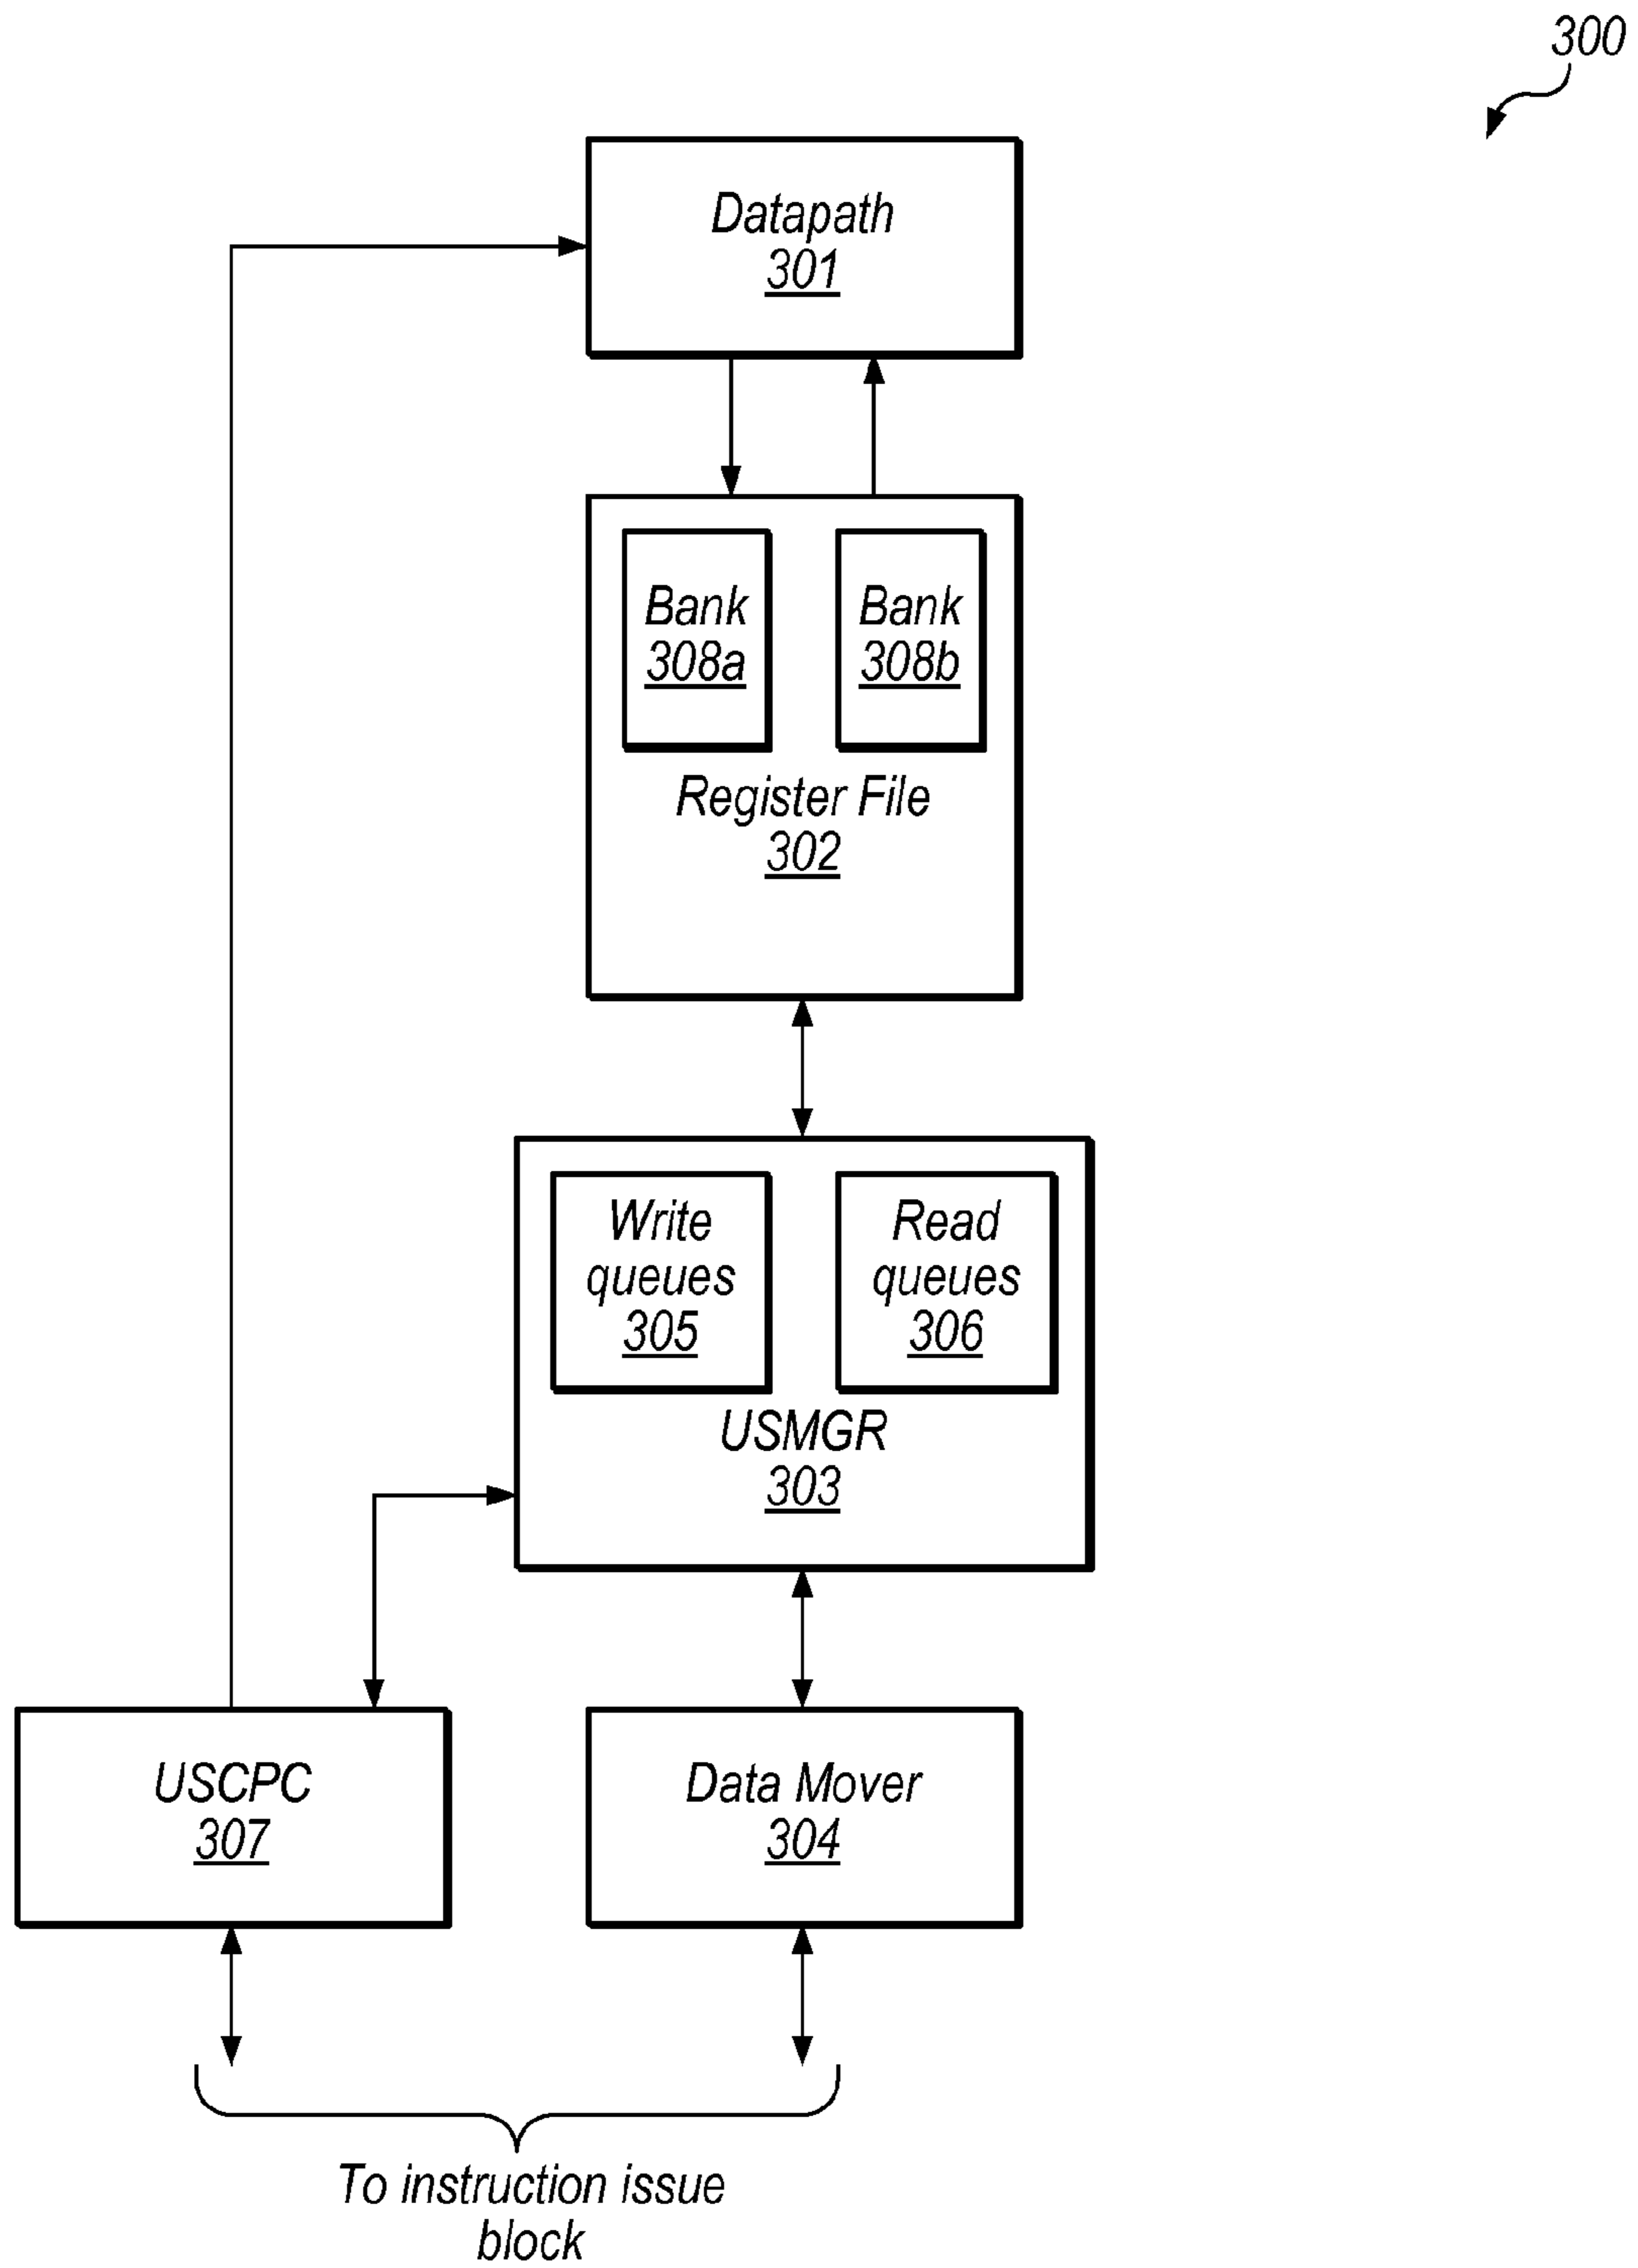 300
Datapath
301
Bank
308a
Bank
308b
Register File
302
Write
queues
305
Read
queues
306
USMGR
303
USCPC
307
Data Mover
304
To instruction issue
block